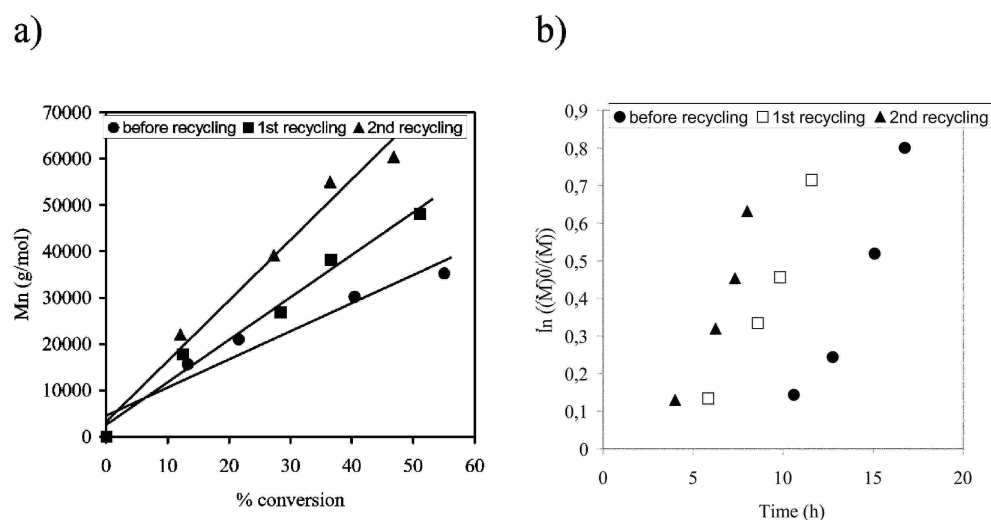 a)
70000
60000
50000
40000
30000
20000
10000
0
Mn (g/mol)
● before recycling ■ 1st recycling ▲ 2nd recycling
0 10 20 30 40 50 60
% conversion
b)
0,9
0,8
0,7
0,6
0,5
0,4
0,3
0,2
0,1
0
ln ((M)0/(M))
● before recycling □ 1st recycling ▲ 2nd recycling
0 5 10 15 20
Time (h)